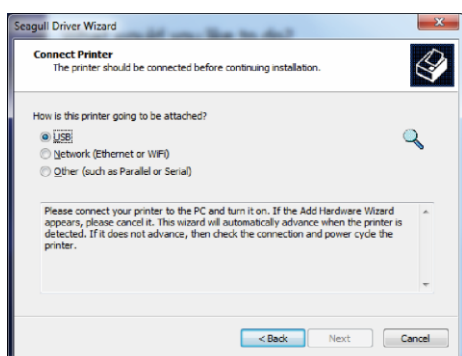 Seagull Driver Wizard
Connect Printer
The printer should be connected before continuing installation.
How is this printer going to be attached?
USB
Network (Ethernet or WiFi)
Other (such as Parallel or Serial)
Please connect your printer to the PC and turn it on. If the Add Hardware Wizard
appears, please cancel it. This wizard will automatically advance when the printer is
detected. If it does not advance, then check the connection and power cycle the
printer.
< Back
Next
Cancel